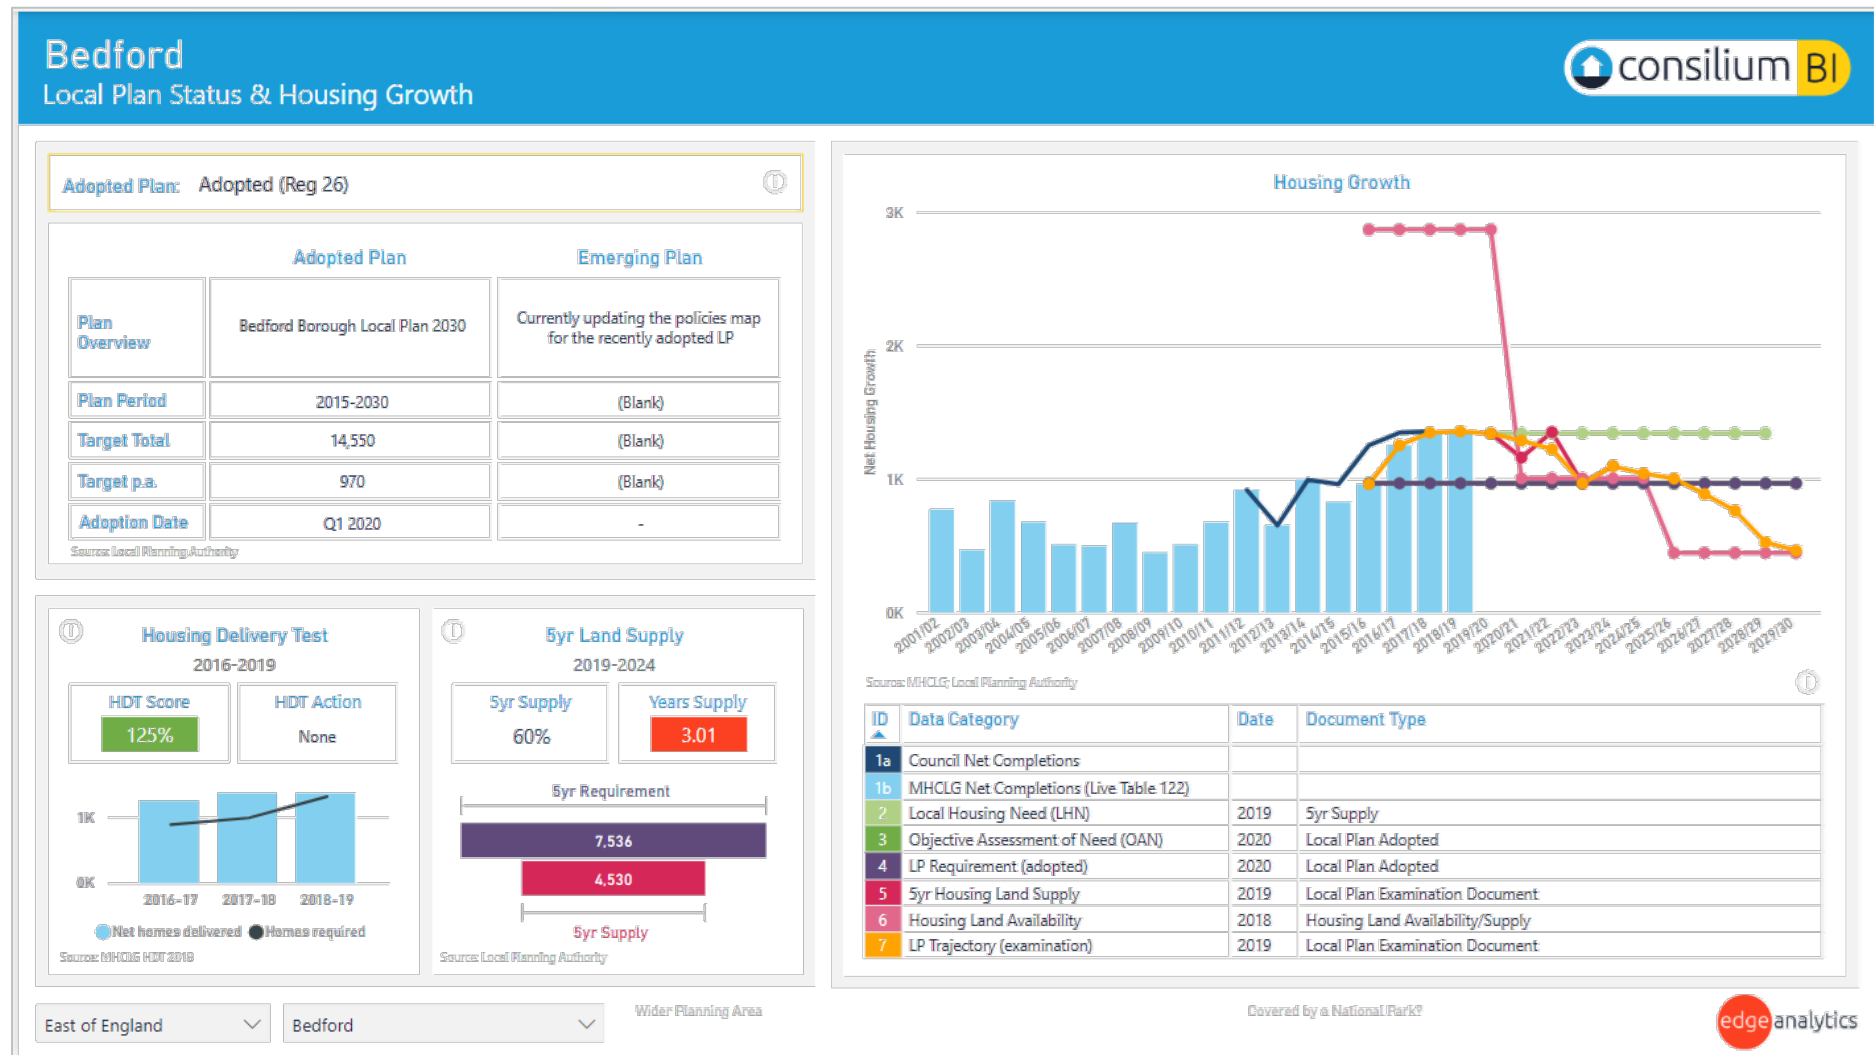 Bedford
Local Plan Status & Housing Growth
consilium BI
Adopted Plan: Adopted (Reg 26)
Adopted Plan Emerging Plan
Plan Overview
Bedford Borough Local Plan 2030
Currently updating the policies map
for the recently adopted LP
Plan Period 2015-2030 (Blank)
Target Total 14,550 (Blank)
Target p.a. 970 (Blank)
Adoption Date Q1 2020 -
Source: Local Planning Authority
Housing Delivery Test
2016-2019
HDT Score HDT Action
125% None
1K
0K
2016-17 2017-18 2018-19
Net homes delivered Homes required
Source: MHCLG HDT 2019
5yr Land Supply
2019-2024
5yr Supply Years Supply
60% 3.01
5yr Requirement
7,536
4,530
5yr Supply
Source: Local Planning Authority
Housing Growth
Net Housing Growth
3K
2K
1K
0K
2001/02 2002/03 2003/04 2004/05 2005/06 2006/07 2007/08 2008/09 2009/10 2010/11 2011/12 2012/13 2013/14 2014/15 2015/16 2016/17 2017/18 2018/19 2019/20 2020/21 2021/22 2022/23 2023/24 2024/25 2025/26 2026/27 2027/28 2028/29 2029/30
Source: MHCLG; Local Planning Authority
ID Data Category Date Document Type
1a Council Net Completions
1b MHCLG Net Completions (Live Table 122)
2 Local Housing Need (LHN) 2019 5yr Supply
3 Objective Assessment of Need (OAN) 2020 Local Plan Adopted
4 LP Requirement (adopted) 2020 Local Plan Adopted
5 5yr Housing Land Supply 2019 Local Plan Examination Document
6 Housing Land Availability 2018 Housing Land Availability/Supply
7 LP Trajectory (examination) 2019 Local Plan Examination Document
East of England Bedford Wider Planning Area Covered by a National Park?
edge analytics